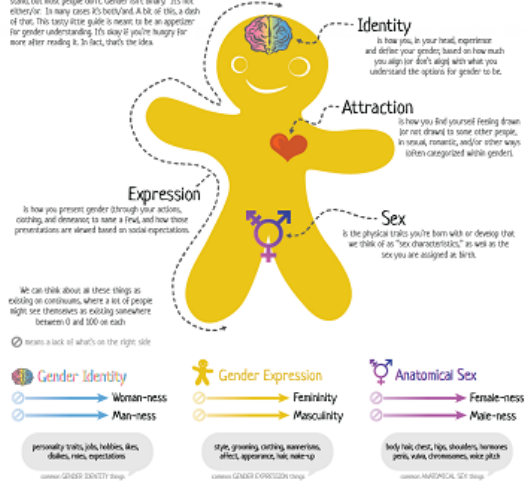 stand, but most people don't. Gender isn't binary. It's not
either/or. In many cases it's both/and. A bit of this, a dash
of that. This tasty little guide is meant to be an appetizer
for gender understanding. It's okay if you're hungry for
more after reading it. In fact, that's the idea.
Identity
is how you, in your head, experience
and define your gender, based on how much
you align (or don't align) with what you
understand the options for gender to be.
Attraction
is how you find yourself feeling drawn
(or not drawn) to some other people,
in sexual, romantic, and/or other ways
(often categorized within gender).
Expression
is how you present gender (through your actions,
clothing, and demeanor, to name a few), and how those
presentations are viewed based on social expectations.
Sex
is the physical traits you're born with or develop that
we think of as "sex characteristics," as well as the
sex you are assigned at birth.
We can think about all these things as
existing on continuums, where a lot of people
might see themselves as existing somewhere
between 0 and 100 on each
means a lack of what's on the right side
Gender Identity
Woman-ness
Man-ness
personality traits, jobs, hobbies, likes,
dislikes, roles, expectations
common GENDER IDENTITY things
Gender Expression
Femininity
Masculinity
style, grooming, clothing, mannerisms,
affect, appearance, hair, make-up
common GENDER EXPRESSION things
Anatomical Sex
Female-ness
Male-ness
body hair, chest, hips, shoulders, hormones
penis, vulva, chromosomes, voice pitch
common ANATOMICAL SEX things